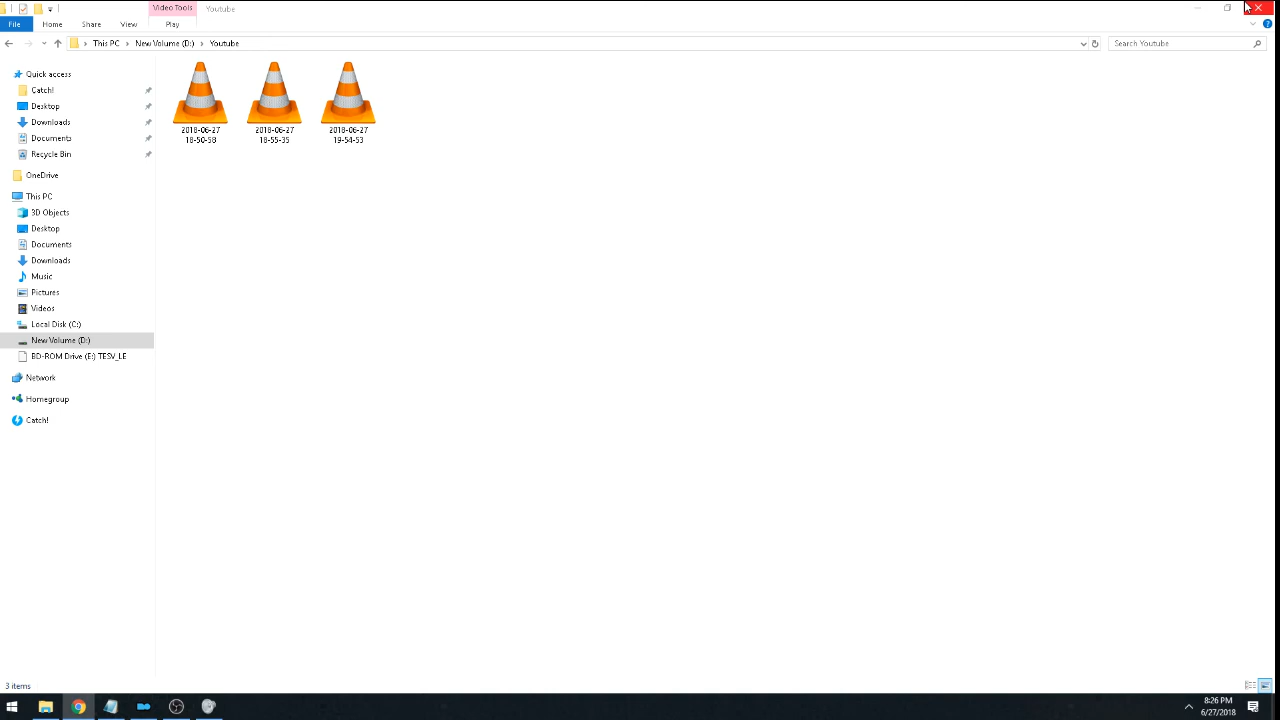 Video Tools
Youtube
File
Home
Share
View
Play
This PC
New Volume (D:)
Youtube
Search Youtube
Quick access
Catch!
Desktop
Downloads
Documents
Recycle Bin
OneDrive
This PC
3D Objects
Desktop
Documents
Downloads
Music
Pictures
Videos
Local Disk (C:)
New Volume (D:)
BD-ROM Drive (E:) TESV_LE
Network
Homegroup
Catch!
2018-06-27
18-50-58
2018-06-27
18-55-35
2018-06-27
19-54-53
3 items
8:26 PM
6/27/2018